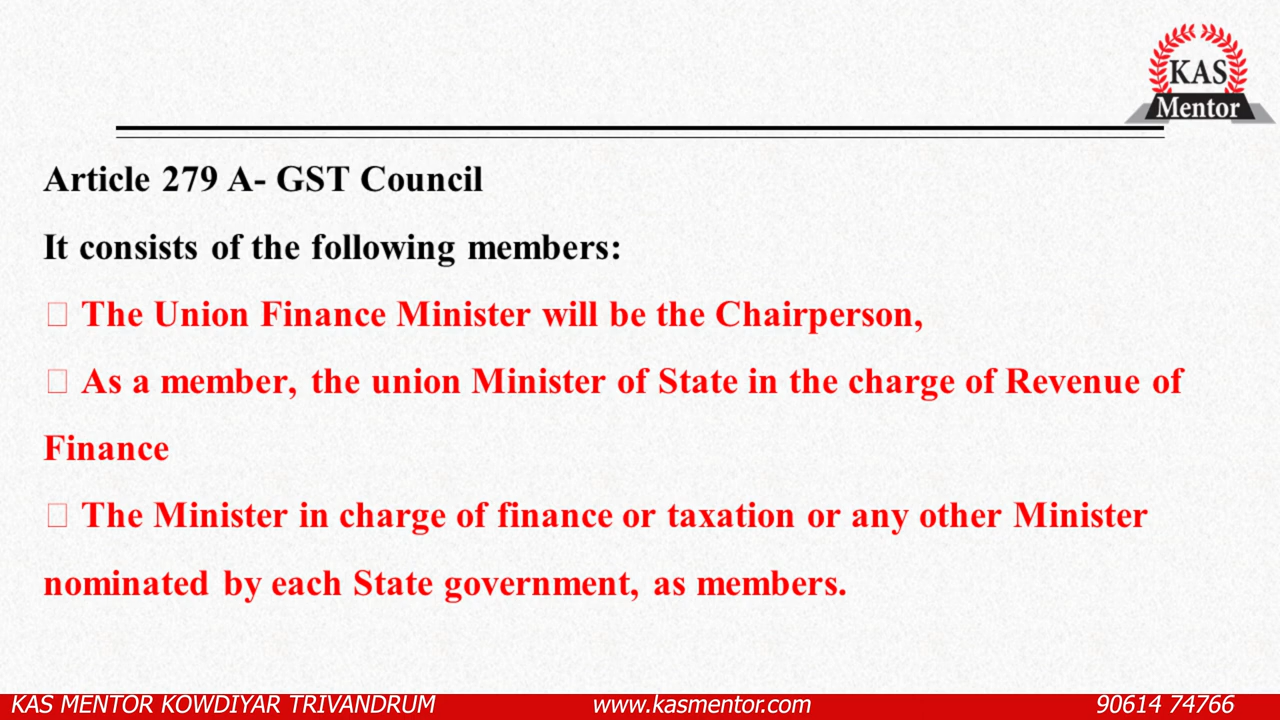 KAS
Mentor
Article 279 A- GST Council
It consists of the following members:
□ The Union Finance Minister will be the Chairperson,
□ As a member, the union Minister of State in the charge of Revenue of
Finance
□ The Minister in charge of finance or taxation or any other Minister
nominated by each State government, as members.
KAS MENTOR KOWDIYAR TRIVANDRUM www.kasmentor.com 90614 74766